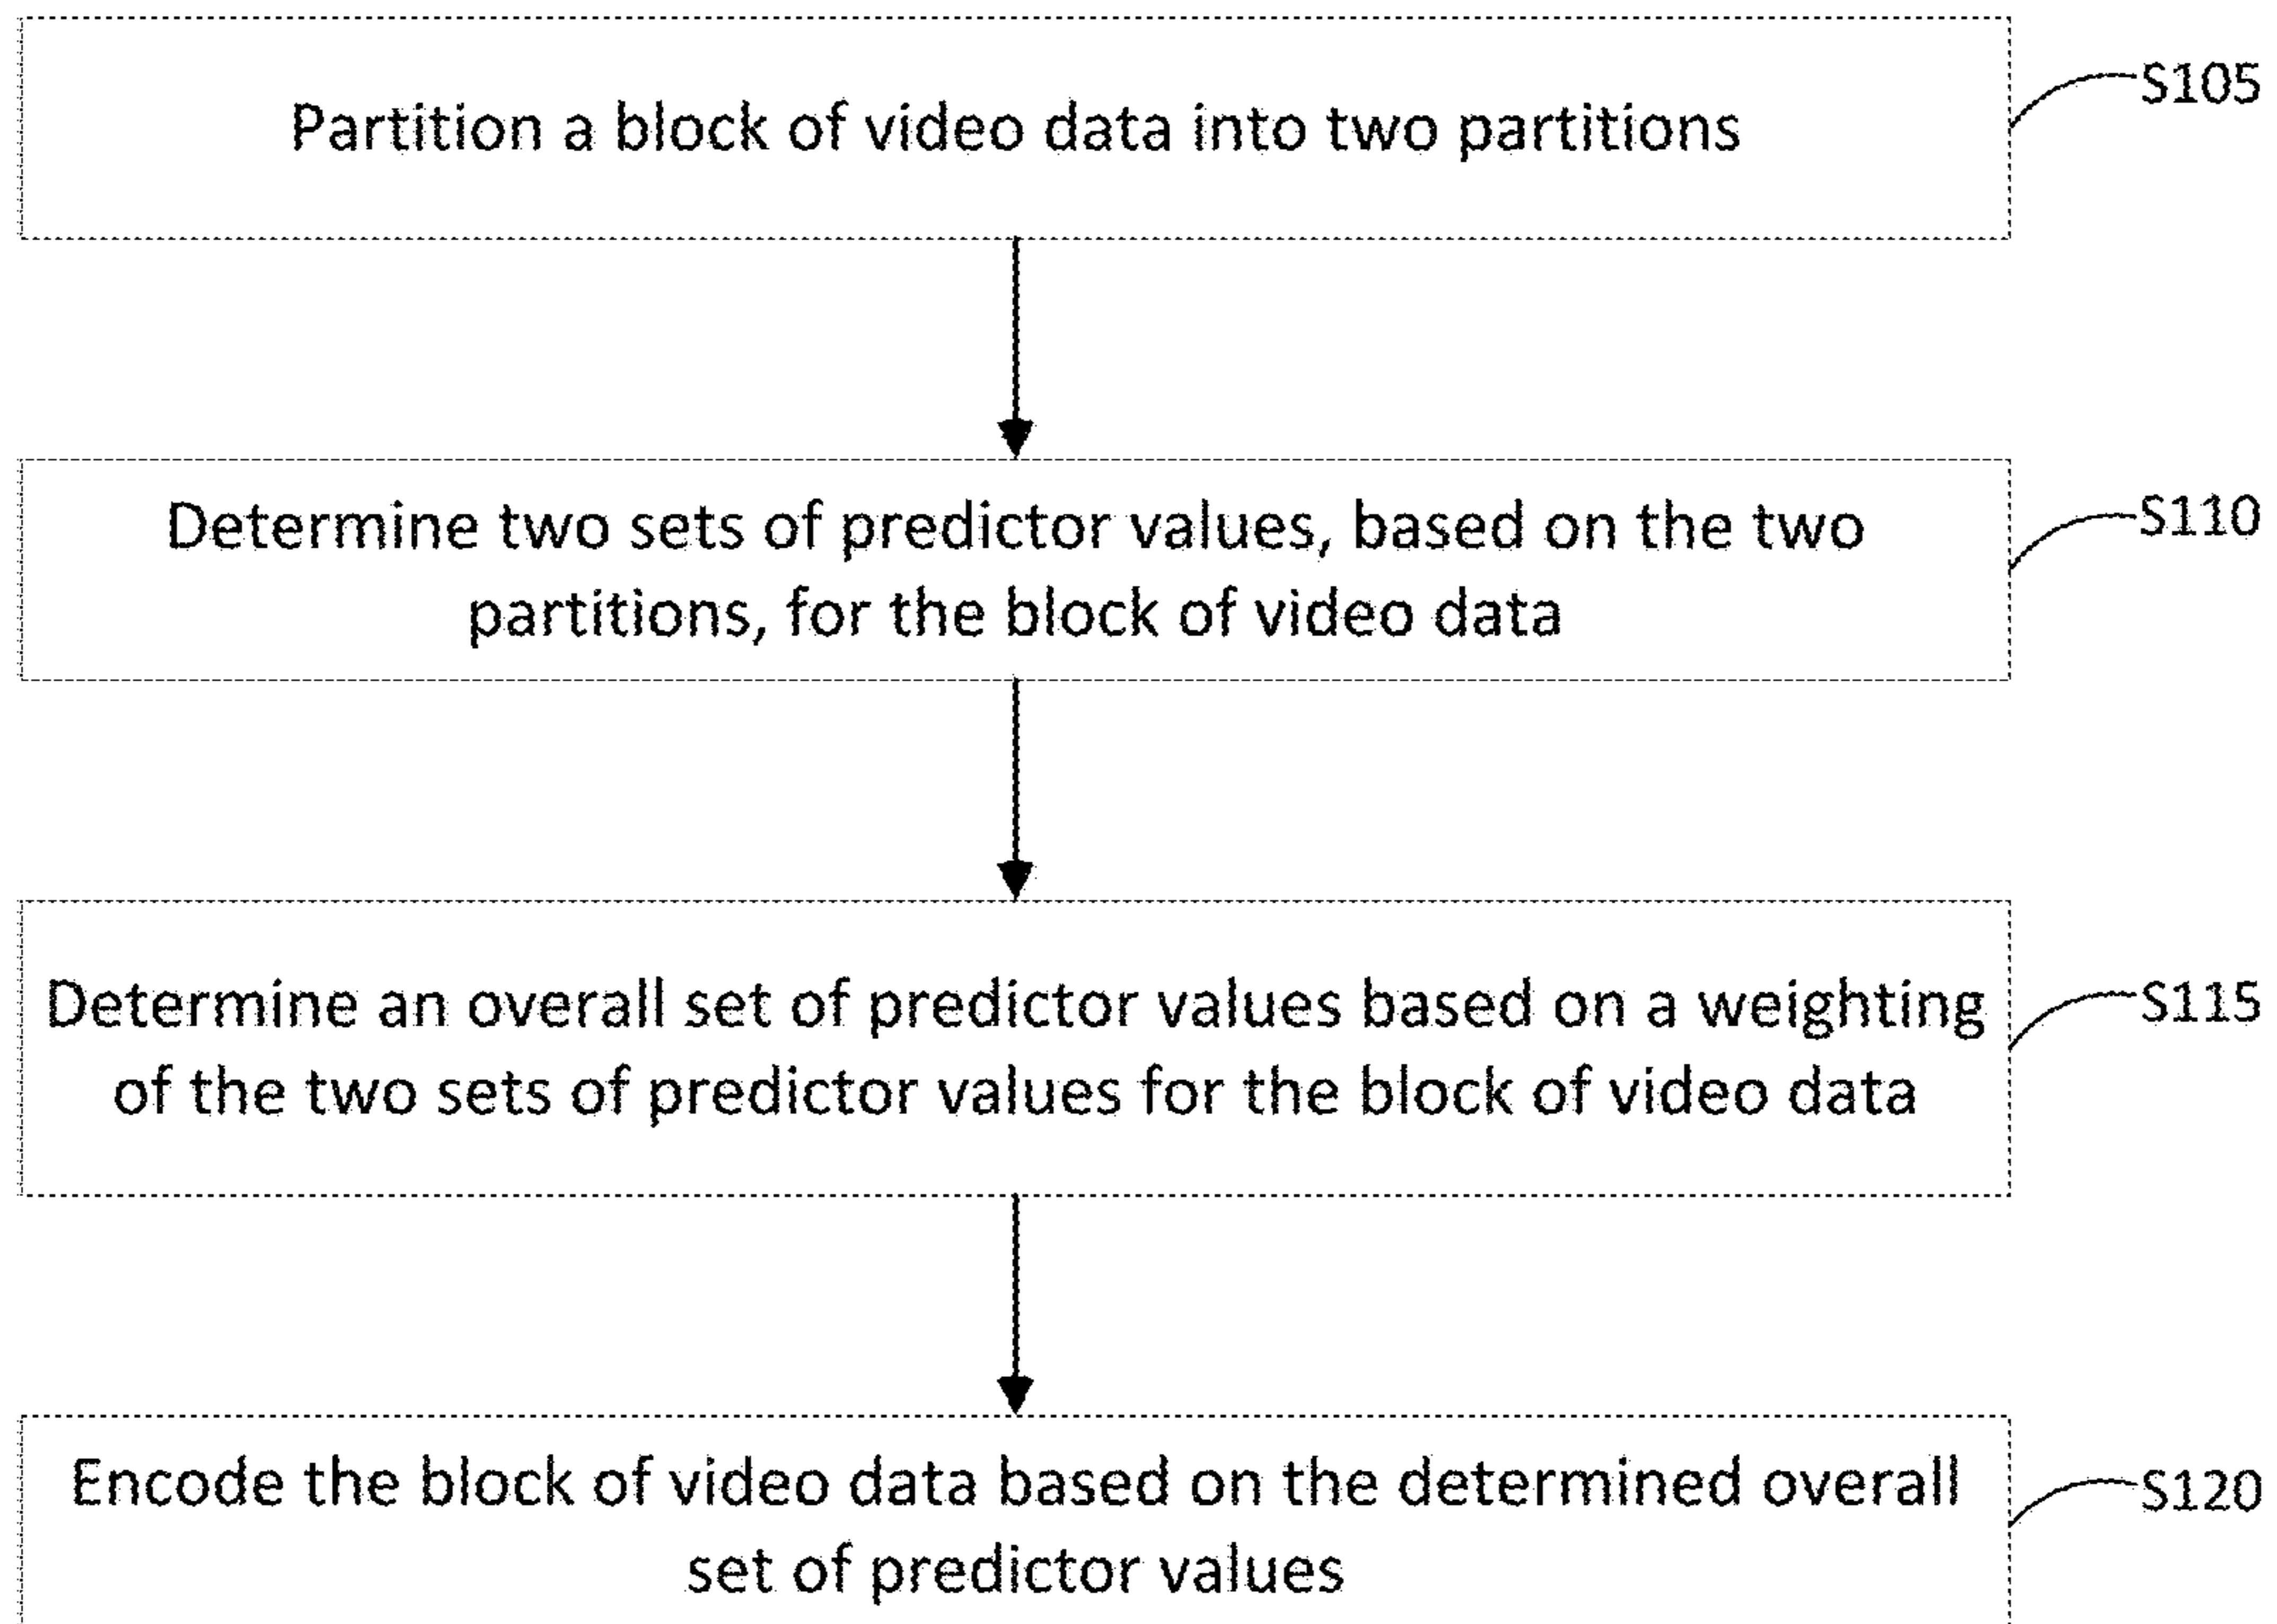 Partition a block of video data into two partitions
S105
Determine two sets of predictor values, based on the two
partitions, for the block of video data
S110
Determine an overall set of predictor values based on a weighting
of the two sets of predictor values for the block of video data
S115
Encode the block of video data based on the determined overall
set of predictor values
S120